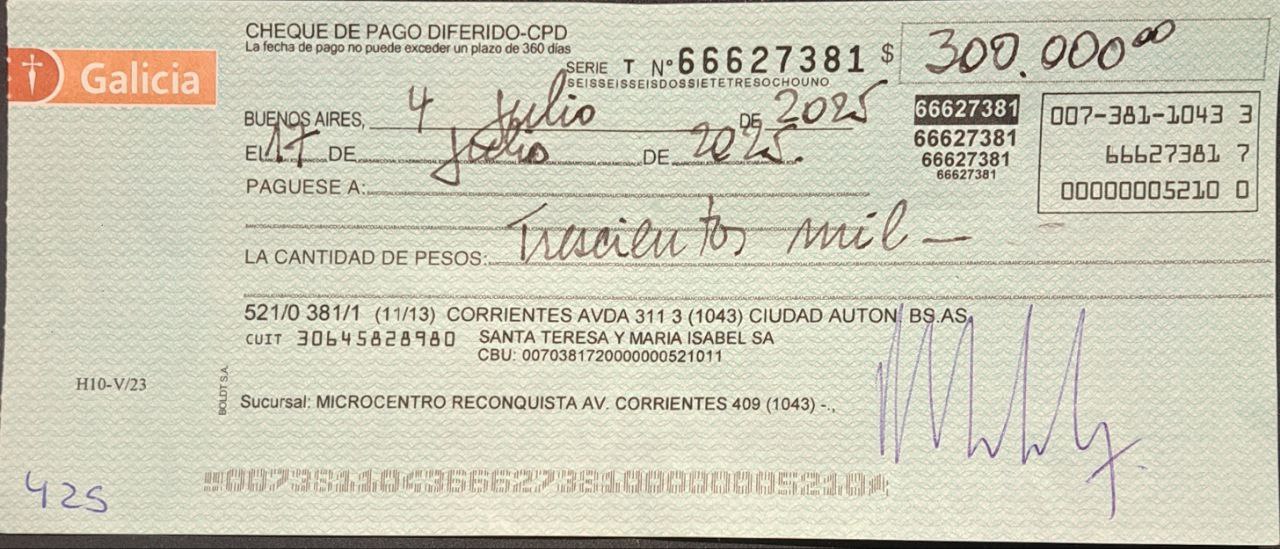 Galicia
CHEQUE DE PAGO DIFERIDO-CPD
La fecha de pago no puede exceder un plazo de 360 días
SERIE T N°66627381 $ 300.000⁰⁰
SEISSEISSEISDOSSIETETRESOCHOUNO
BUENOS AIRES, 4 Julio DE 2025
EL 17 DE Julio DE 2025.
PAGUESE A:
LA CANTIDAD DE PESOS: Trescientos mil —
66627381
66627381
66627381
66627381
007-381-1043 3
66627381 7
00000005210 0
521/0 381/1 (11/13) CORRIENTES AVDA 311 3 (1043) CIUDAD AUTON. BS.AS.
CUIT 30645828980 SANTA TERESA Y MARIA ISABEL SA
CBU: 0070381720000000521011
H10-V/23
BOLDT S.A.
Sucursal: MICROCENTRO RECONQUISTA AV. CORRIENTES 409 (1043) -.,
425
00738110436662738100000005210